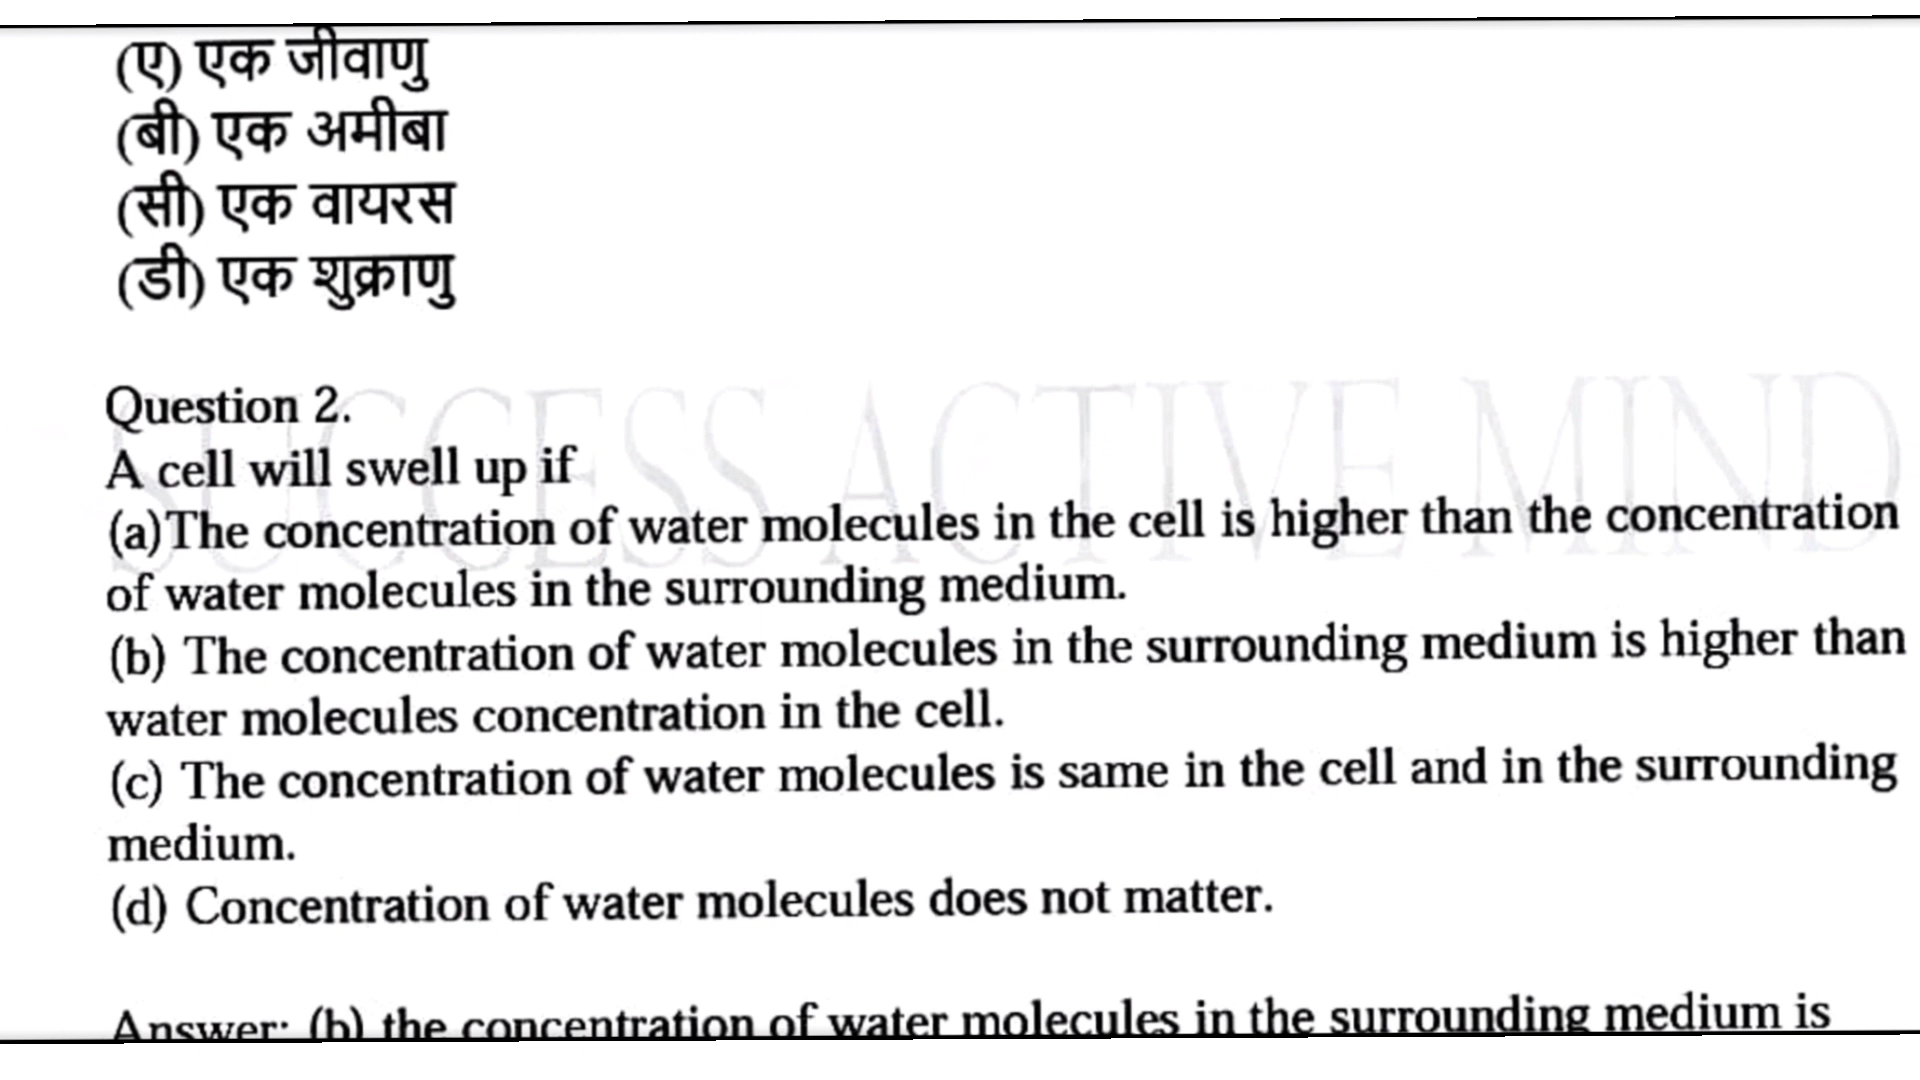 (ए) एक जीवाणु
(बी) एक अमीबा
(सी) एक वायरस
(डी) एक शुक्राणु
Question 2.
SUCCESS ACTIVE MIND
A cell will swell up if
(a)The concentration of water molecules in the cell is higher than the concentration
of water molecules in the surrounding medium.
(b) The concentration of water molecules in the surrounding medium is higher than
water molecules concentration in the cell.
(c) The concentration of water molecules is same in the cell and in the surrounding
medium.
(d) Concentration of water molecules does not matter.
Answer: (b) the concentration of water molecules in the surrounding medium is